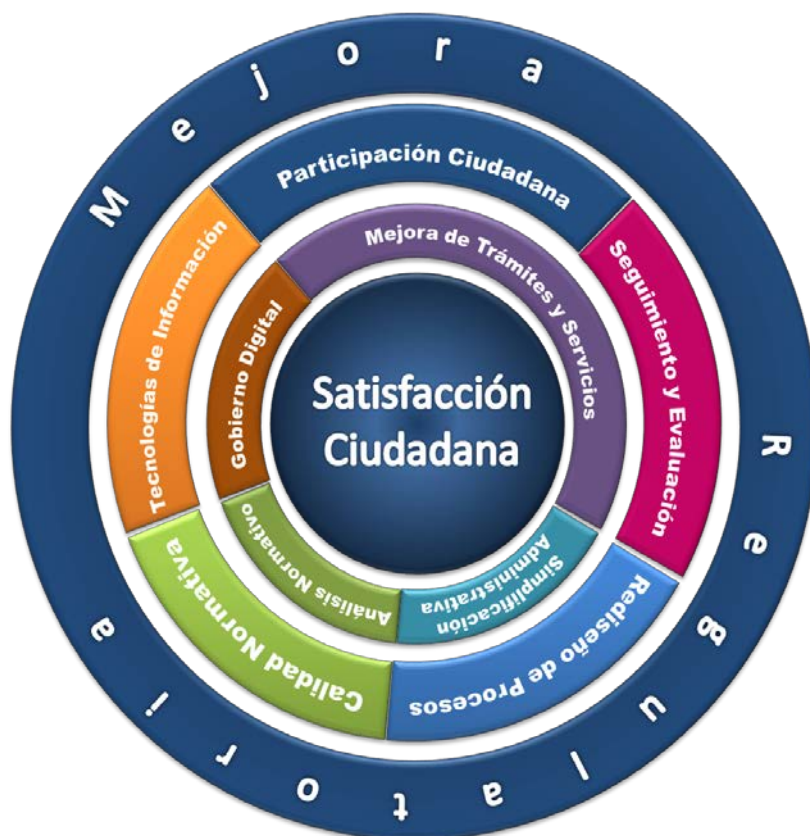 Mejora Regulatoria
Participación Ciudadana
Seguimiento y Evaluación
Rediseño de Procesos
Calidad Normativa
Tecnologías de Información
Mejora de Trámites y Servicios
Simplificación
Administrativa
Análisis Normativo
Gobierno Digital
Satisfacción
Ciudadana